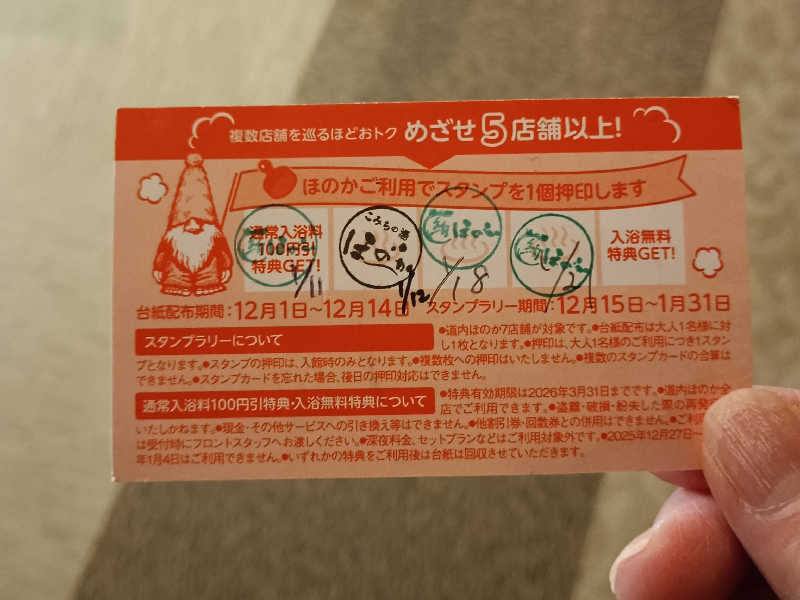 複数店舗を巡るほどおトク めざせ5店舗以上!
ほのかご利用でスタンプを1個押印します
通常入浴料
100円引
特典GET!
1/11
こみちの湯
ほのか
1/12
ほのか
1/18
ほのか
1/21
入浴無料
特典GET!
台紙配布期間:12月1日~12月14日 スタンプラリー期間:12月15日~1月31日
スタンプラリーについて
●道内ほのか7店舗が対象です。●台紙配布は大人1名様に対
し1枚となります。●押印は、大人1名様のご利用につき1スタン
プとなります。●スタンプの押印は、入館時のみとなります。●複数枚への押印はいたしません。●複数のスタンプカードの合算は
できません。●スタンプカードを忘れた場合、後日の押印対応はできません。
通常入浴料100円引特典・入浴無料特典について
●特典有効期限は2026年3月31日までです。●道内ほのか全
店でご利用できます。●盗難・破損・紛失した際の再発
いたしかねます。●現金・その他サービスへの引き換え等はできません。●他割引券・回数券との併用はできません。●ご利
は受付時にフロントスタッフへお渡しください。●深夜料金、セットプランなどはご利用対象外です。●2025年12月27日~
年1月4日はご利用できません。●いずれかの特典をご利用後は台紙は回収させていただきます。